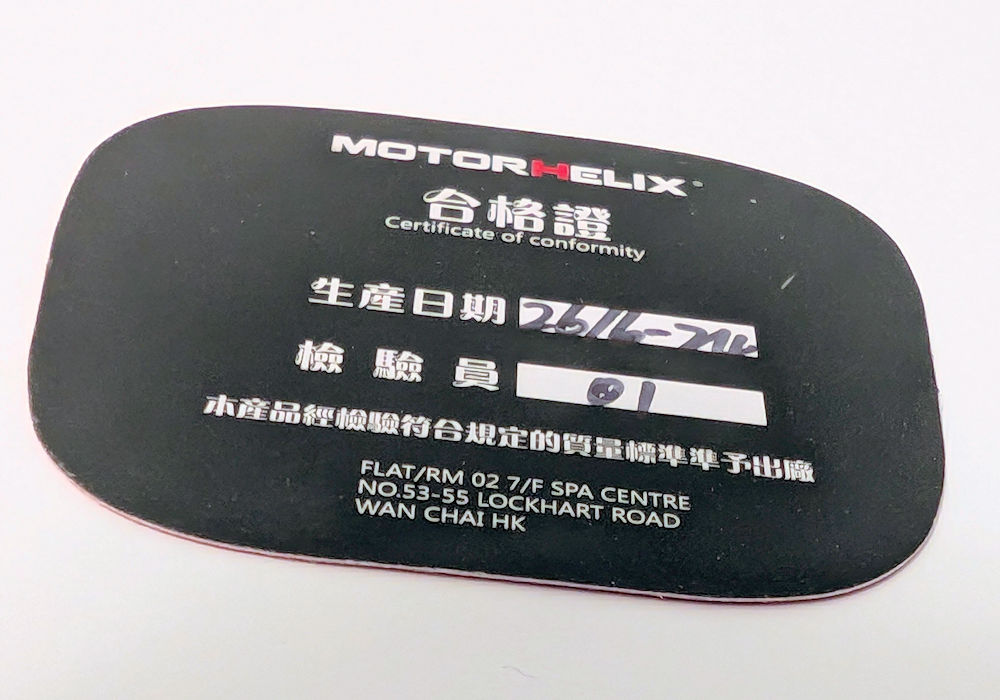 MOTORHELIX
合格證
Certificate of conformity
生產日期
檢驗員 01
本產品經檢驗符合規定的質量標準準予出廠
FLAT/RM 02 7/F SPA CENTRE
NO.53-55 LOCKHART ROAD
WAN CHAI HK